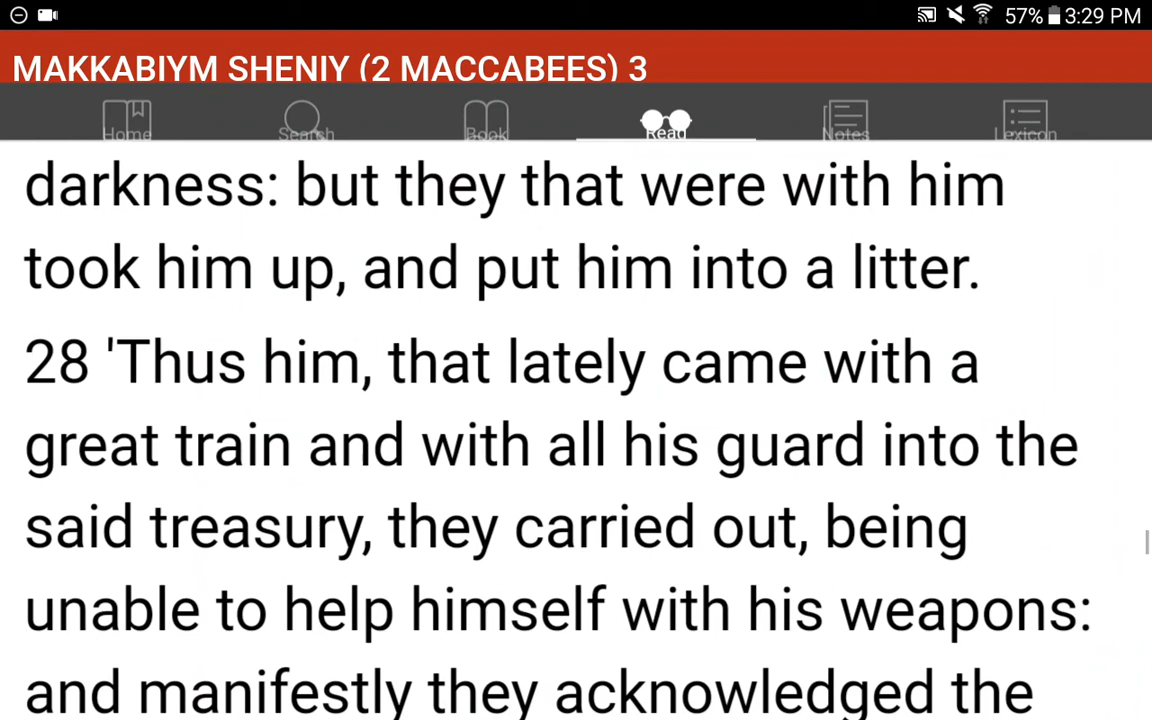 57% 3:29 PM
MAKKABIYM SHENIY (2 MACCABEES) 3
Home Search Book Read Notes Lexicon
darkness: but they that were with him
took him up, and put him into a litter.
28 'Thus him, that lately came with a
great train and with all his guard into the
said treasury, they carried out, being
unable to help himself with his weapons:
and manifestly they acknowledged the